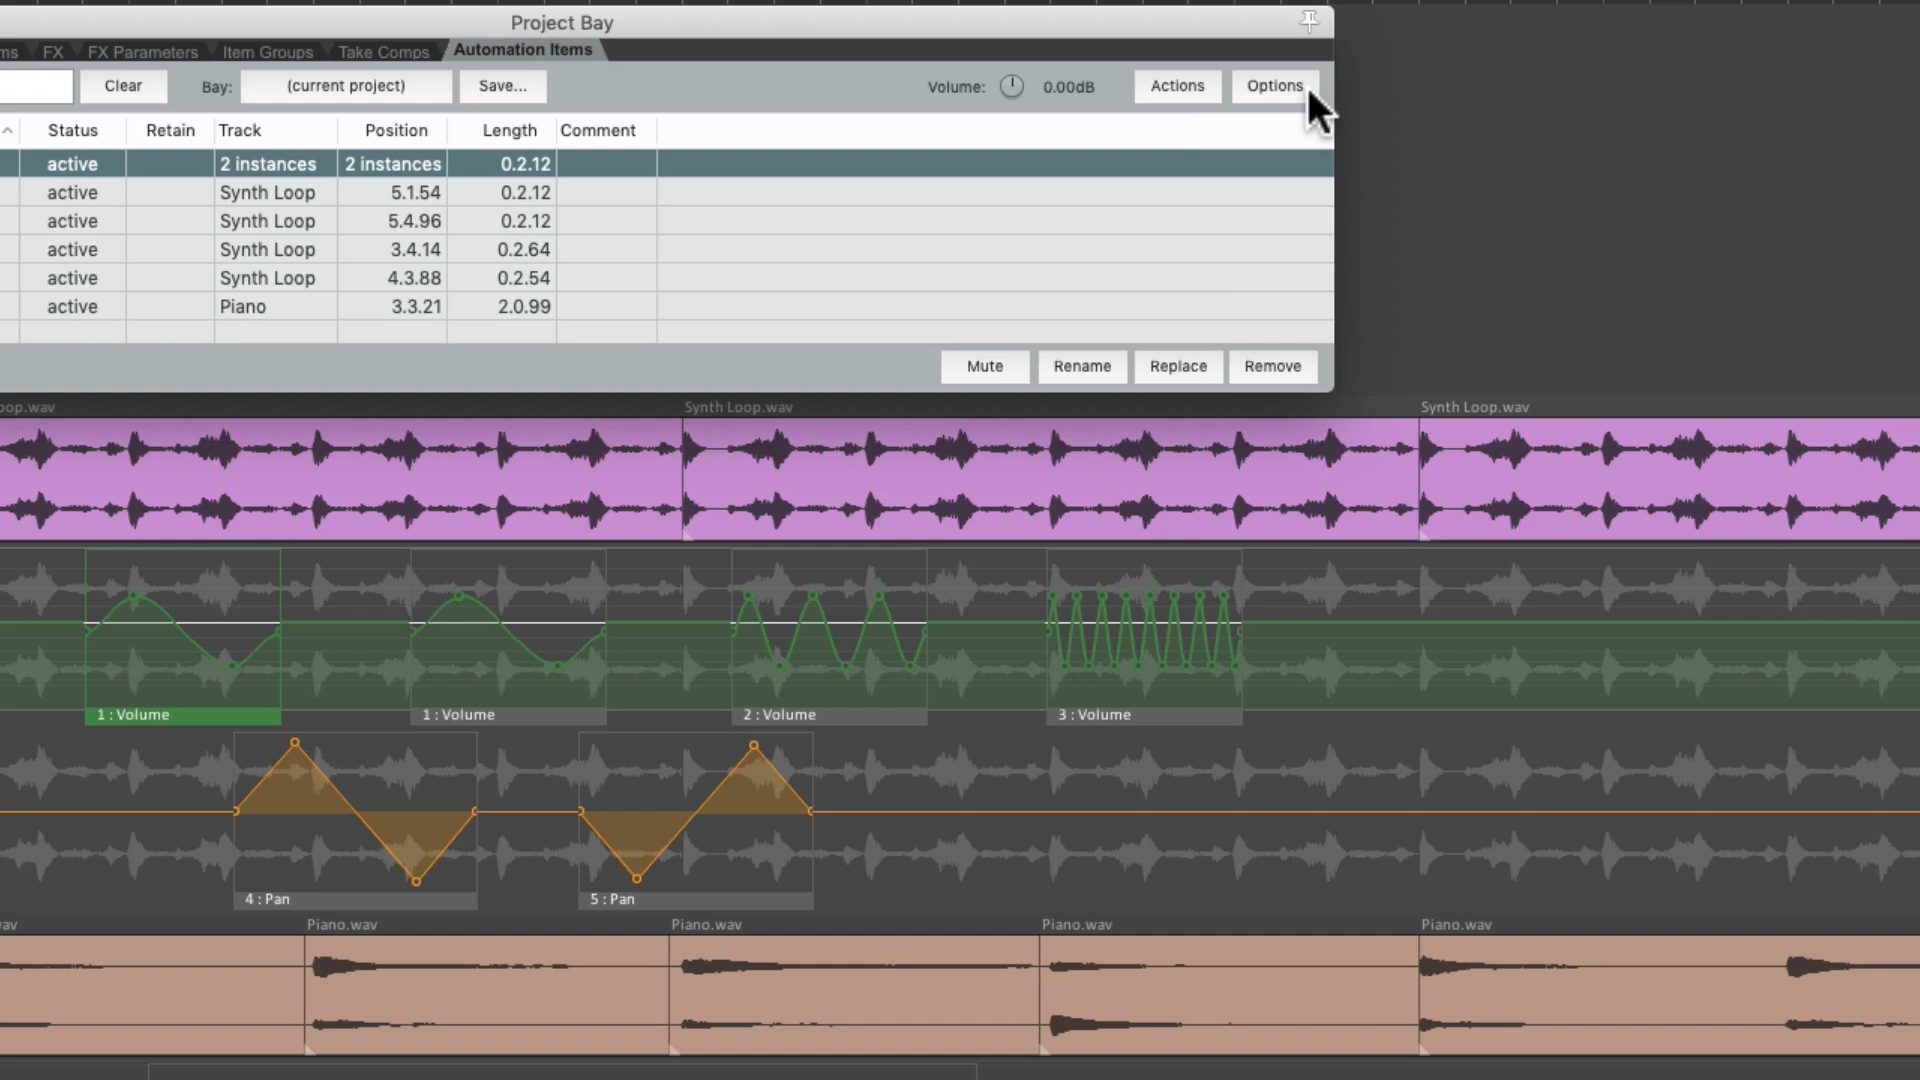 Project Bay
ms FX FX Parameters Item Groups Take Comps Automation Items
Clear Bay: (current project) Save... Volume: 0.00dB Actions Options
Status Retain Track Position Length Comment
active 2 instances 2 instances 0.2.12
active Synth Loop 5.1.54 0.2.12
active Synth Loop 5.4.96 0.2.12
active Synth Loop 3.4.14 0.2.64
active Synth Loop 4.3.88 0.2.54
active Piano 3.3.21 2.0.99
Mute Rename Replace Remove
oop.wav Synth Loop.wav Synth Loop.wav
1 : Volume 1 : Volume 2 : Volume 3 : Volume
4 : Pan 5 : Pan
av Piano.wav Piano.wav Piano.wav Piano.wav